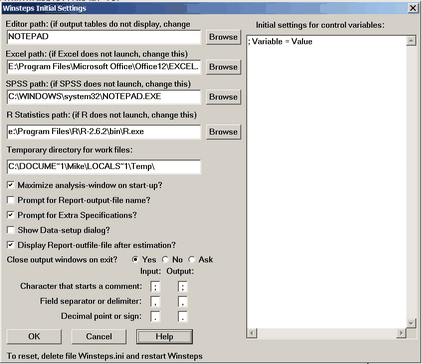 Winsteps Initial Settings
Editor path: (if output tables do not display, change
NOTEPAD
Browse
Excel path: (if Excel does not launch, change this)
E:\Program Files\Microsoft Office\Office12\EXCEL.
Browse
SPSS path: (if SPSS does not launch, change this)
C:\WINDOWS\system32\NOTEPAD.EXE
Browse
R Statistics path: (if R does not launch, change this)
e:\Program Files\R\R-2.6.2\bin\R.exe
Browse
Temporary directory for work files:
C:\DOCUME~1\Mike\LOCALS~1\Temp\
Maximize analysis-window on start-up?
Prompt for Report-output-file name?
Prompt for Extra Specifications?
Show Data-setup dialog?
Display Report-outfile-file after estimation?
Close output windows on exit? Yes No Ask
Input: Output:
Character that starts a comment: ; ;
Field separator or delimiter: , ,
Decimal point or sign: . .
OK Cancel Help
To reset, delete file Winsteps.ini and restart Winsteps
Initial settings for control variables:
; Variable = Value